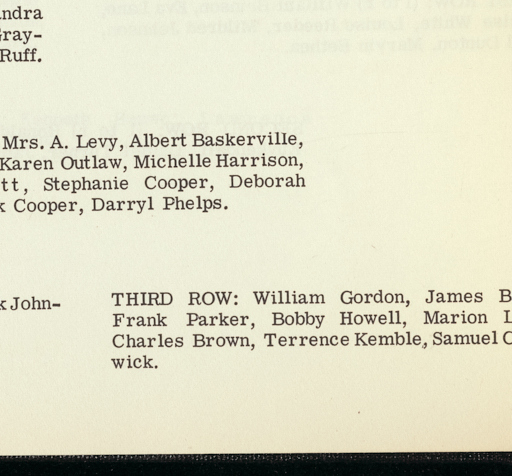 andra
Gray-
Ruff.
Mrs. A. Levy, Albert Baskerville,
Karen Outlaw, Michelle Harrison,
tt, Stephanie Cooper, Deborah
k Cooper, Darryl Phelps.
k John-
THIRD ROW: William Gordon, James B
Frank Parker, Bobby Howell, Marion L
Charles Brown, Terrence Kemble, Samuel C
wick.